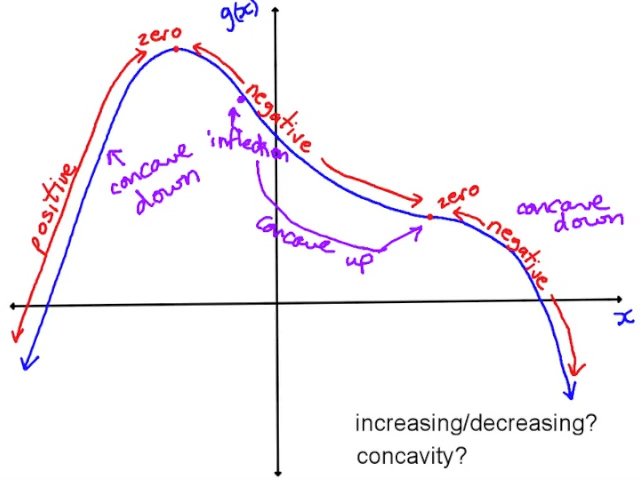 g(x)
zero
negative
inflection
concave
down
positive
zero
concave
down
negative
concave up
x
increasing/decreasing?
concavity?